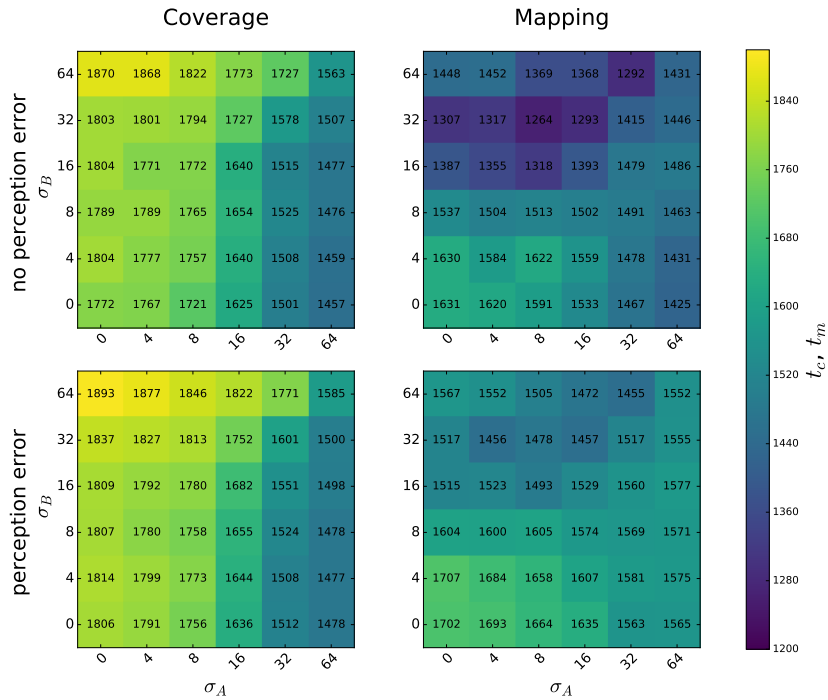 Coverage
Mapping
no perception error
σ_B
64 1870 1868 1822 1773 1727 1563
32 1803 1801 1794 1727 1578 1507
16 1804 1771 1772 1640 1515 1477
8 1789 1789 1765 1654 1525 1476
4 1804 1777 1757 1640 1508 1459
0 1772 1767 1721 1625 1501 1457
0 4 8 16 32 64
64 1448 1452 1369 1368 1292 1431
32 1307 1317 1264 1293 1415 1446
16 1387 1355 1318 1393 1479 1486
8 1537 1504 1513 1502 1491 1463
4 1630 1584 1622 1559 1478 1431
0 1631 1620 1591 1533 1467 1425
0 4 8 16 32 64
perception error
σ_B
64 1893 1877 1846 1822 1771 1585
32 1837 1827 1813 1752 1601 1500
16 1809 1792 1780 1682 1551 1498
8 1807 1780 1758 1655 1524 1478
4 1814 1799 1773 1644 1508 1477
0 1806 1791 1756 1636 1512 1478
0 4 8 16 32 64
σ_A
64 1567 1552 1505 1472 1455 1552
32 1517 1456 1478 1457 1517 1555
16 1515 1523 1493 1529 1560 1577
8 1604 1600 1605 1574 1569 1571
4 1707 1684 1658 1607 1581 1575
0 1702 1693 1664 1635 1563 1565
0 4 8 16 32 64
σ_A
1840
1760
1680
1600
1520
1440
1360
1280
1200
t_c, t_m